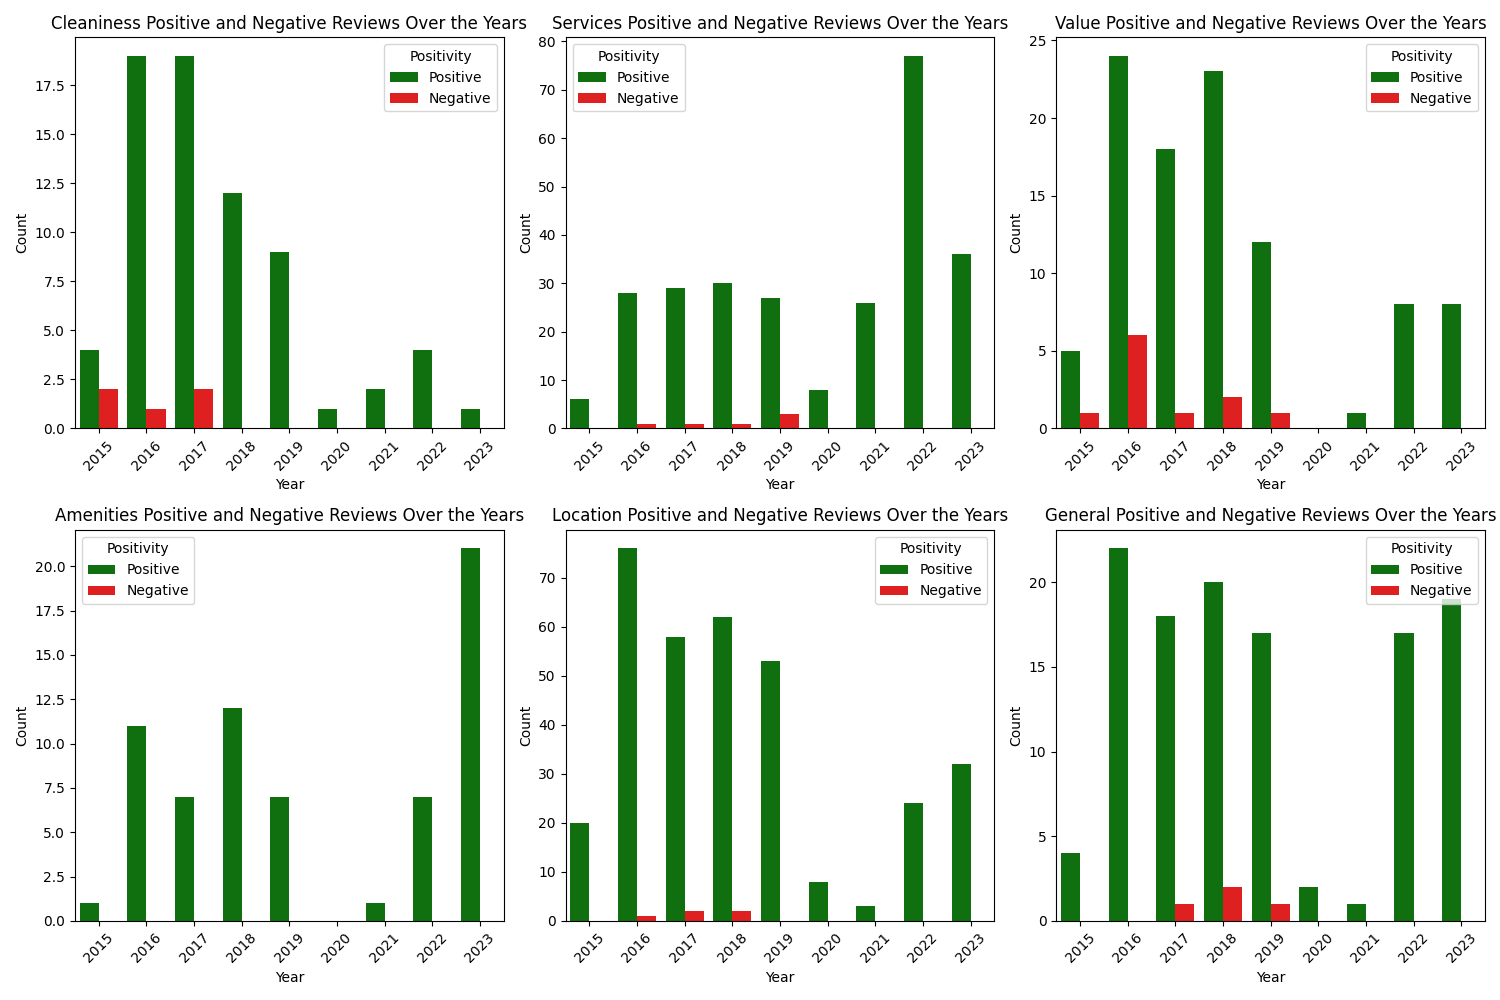 Cleaniness Positive and Negative Reviews Over the Years
Positivity
Positive
Negative
Count
17.5
15.0
12.5
10.0
7.5
5.0
2.5
0.0
2015 2016 2017 2018 2019 2020 2021 2022 2023
Year
Services Positive and Negative Reviews Over the Years
Positivity
Positive
Negative
Count
80
70
60
50
40
30
20
10
0
2015 2016 2017 2018 2019 2020 2021 2022 2023
Year
Value Positive and Negative Reviews Over the Years
Positivity
Positive
Negative
Count
25
20
15
10
5
0
2015 2016 2017 2018 2019 2020 2021 2022 2023
Year
Amenities Positive and Negative Reviews Over the Years
Positivity
Positive
Negative
Count
20.0
17.5
15.0
12.5
10.0
7.5
5.0
2.5
0.0
2015 2016 2017 2018 2019 2020 2021 2022 2023
Year
Location Positive and Negative Reviews Over the Years
Positivity
Positive
Negative
Count
70
60
50
40
30
20
10
0
2015 2016 2017 2018 2019 2020 2021 2022 2023
Year
General Positive and Negative Reviews Over the Years
Positivity
Positive
Negative
Count
20
15
10
5
0
2015 2016 2017 2018 2019 2020 2021 2022 2023
Year